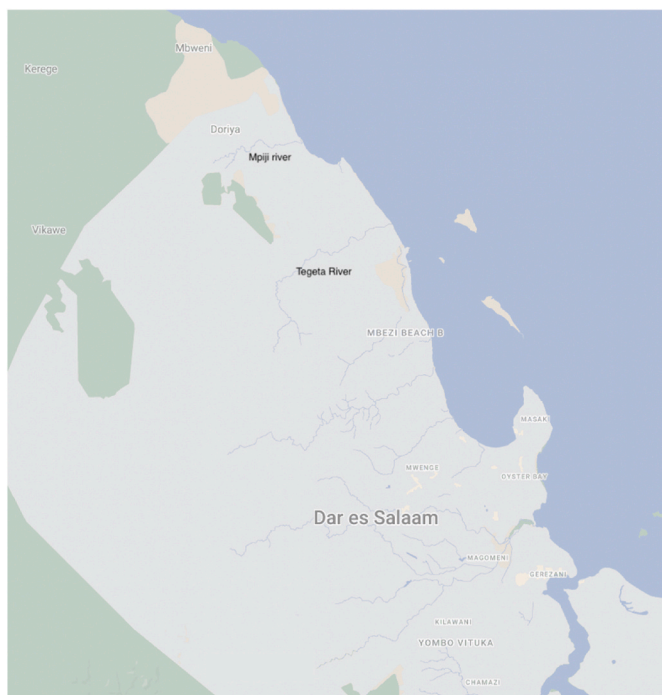 Mbweni
Kerege
Doriya
Mpiji river
Vikawe
Tegeta River
MBEZI BEACH B
MASAKI
MWENGE
OYSTER BAY
Dar es Salaam
MAGOMENI
GEREZANI
KILAWANI
YOMBO VITUKA
CHAMAZI